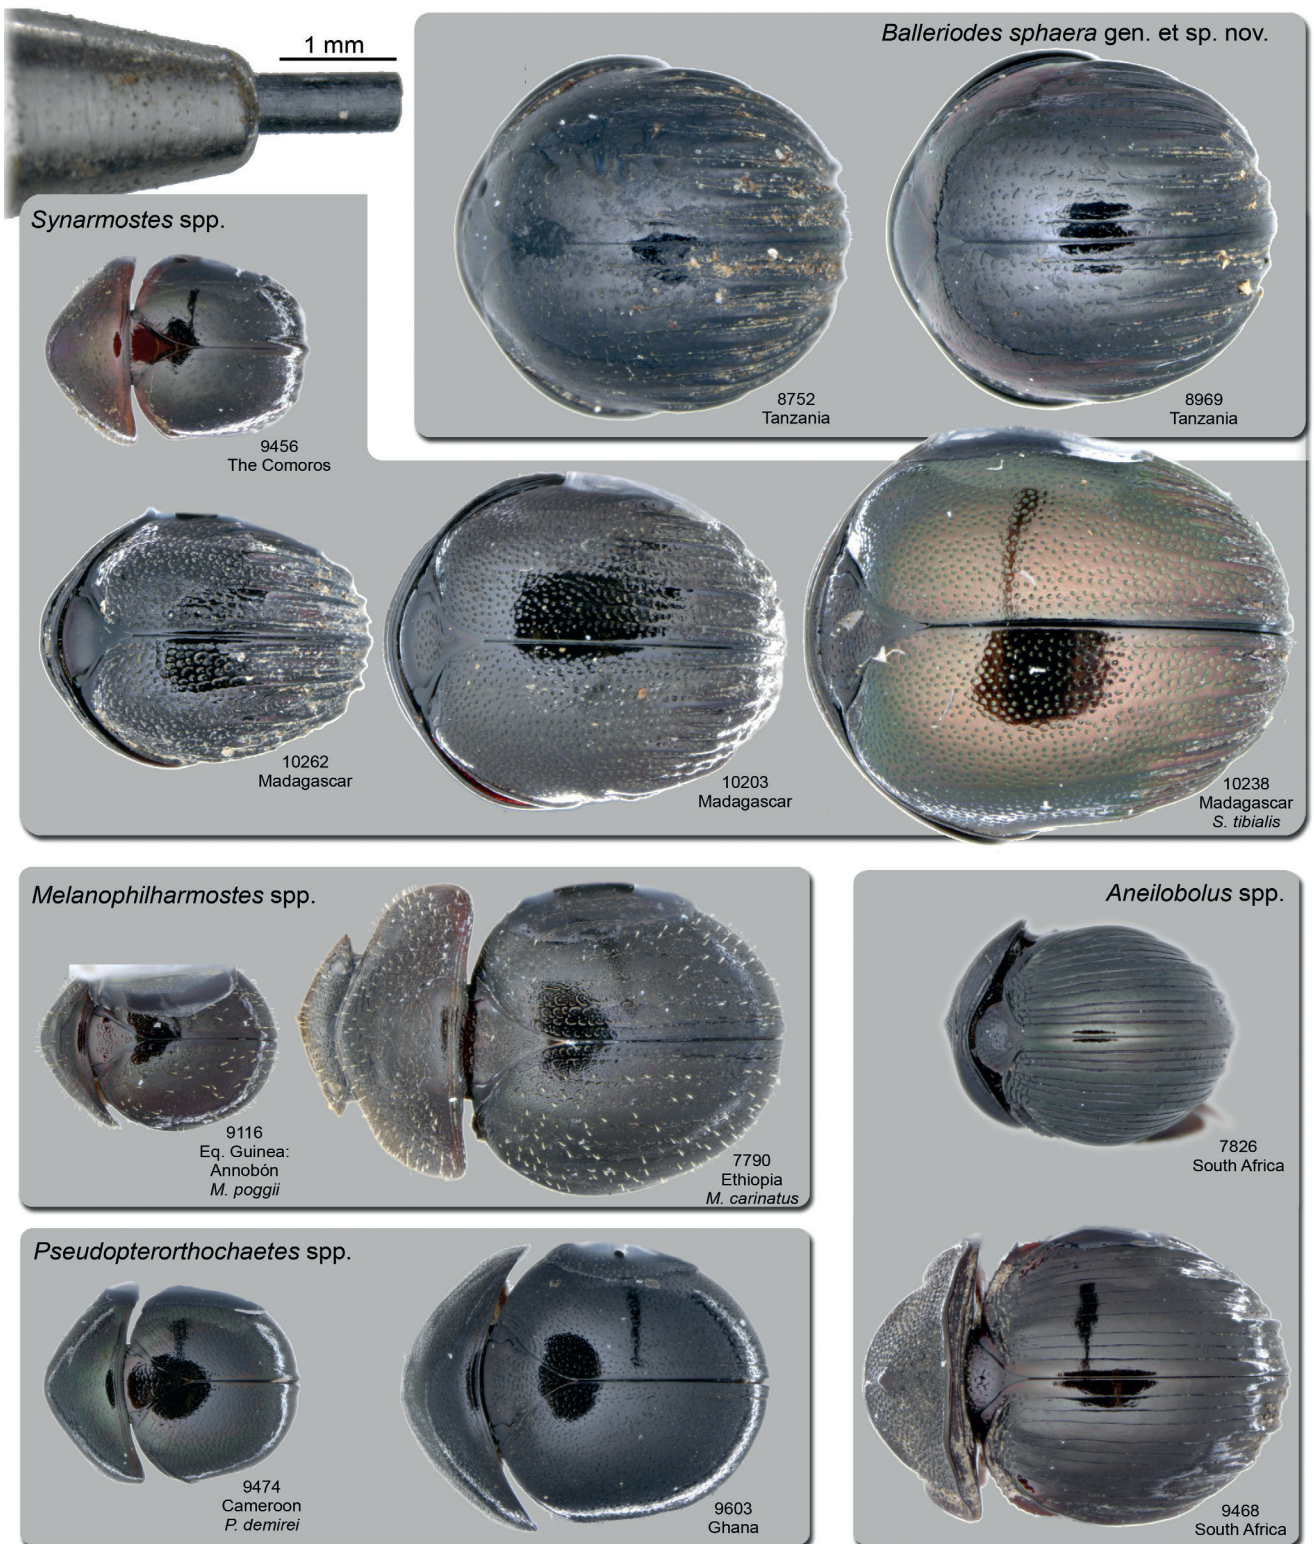 1 mm
Balleriodes sphaera gen. et sp. nov.
8752
Tanzania
8969
Tanzania
Synarmostes spp.
9456
The Comoros
10262
Madagascar
10203
Madagascar
10238
Madagascar
S. tibialis
Melanophilharmostes spp.
9116
Eq. Guinea:
Annobón
M. poggii
7790
Ethiopia
M. carinatus
Aneilobolus spp.
7826
South Africa
9468
South Africa
Pseudopterorthochaetes spp.
9474
Cameroon
P. demirei
9603
Ghana